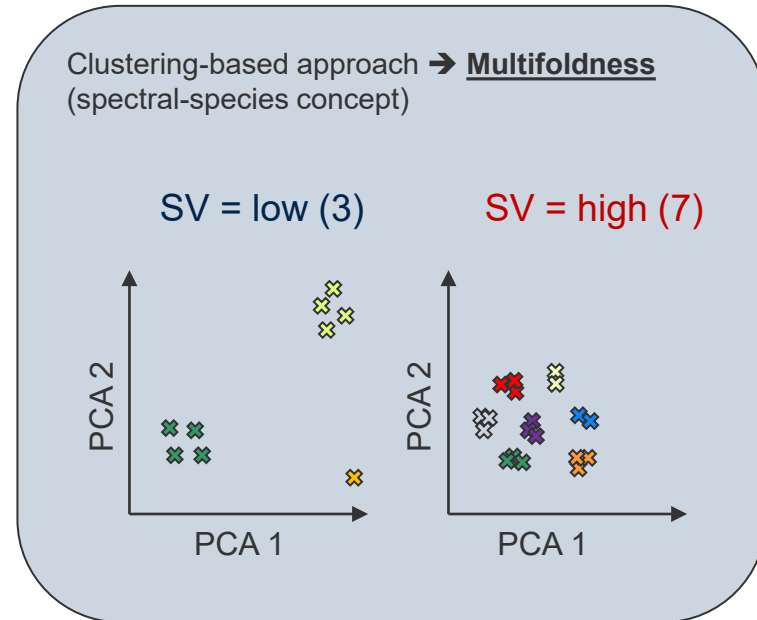 Clustering-based approach ➔ Multifoldness
(spectral-species concept)
SV = low (3)
SV = high (7)
PCA 2
PCA 1
PCA 2
PCA 1